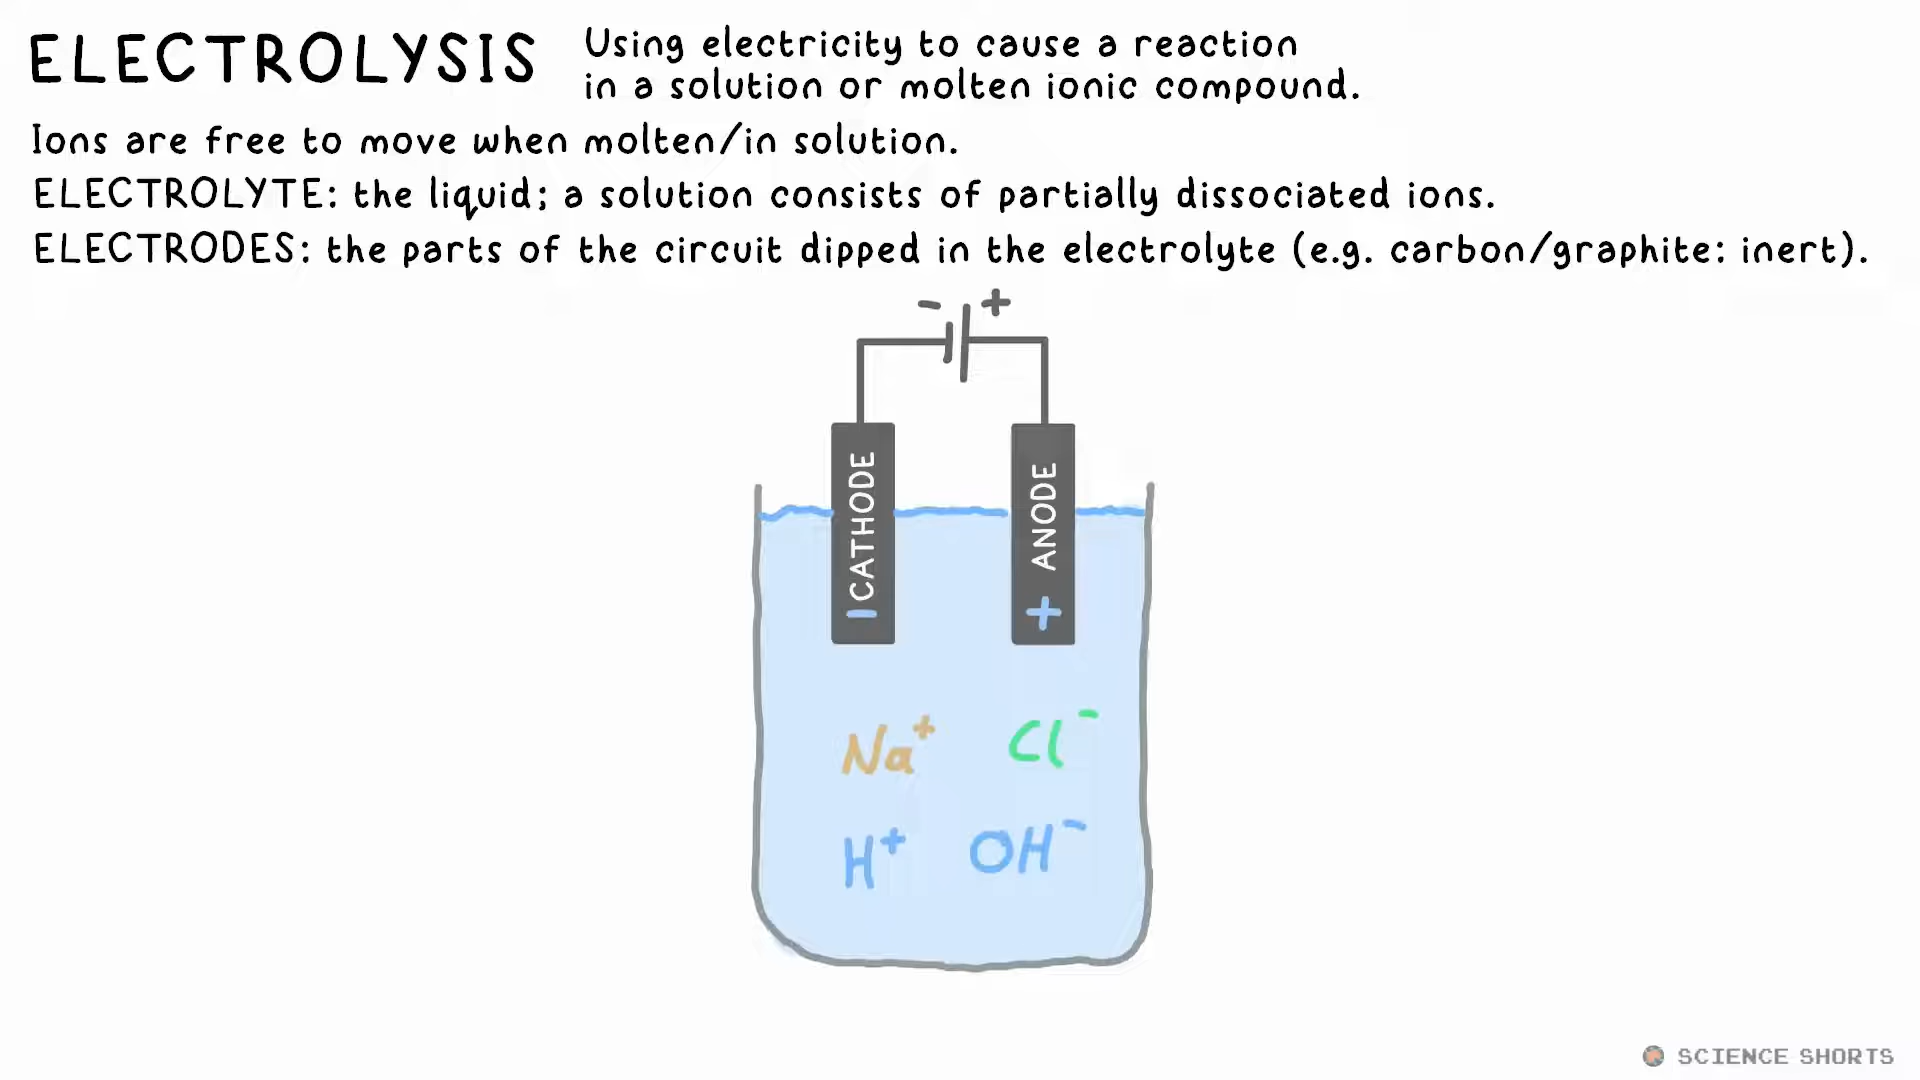 ELECTROLYSIS
Using electricity to cause a reaction
in a solution or molten ionic compound.
Ions are free to move when molten/in solution.
ELECTROLYTE: the liquid; a solution consists of partially dissociated ions.
ELECTRODES: the parts of the circuit dipped in the electrolyte (e.g. carbon/graphite: inert).
- +
CATHODE
ANODE
- +
Na⁺ Cl⁻
H⁺ OH⁻
SCIENCE SHORTS